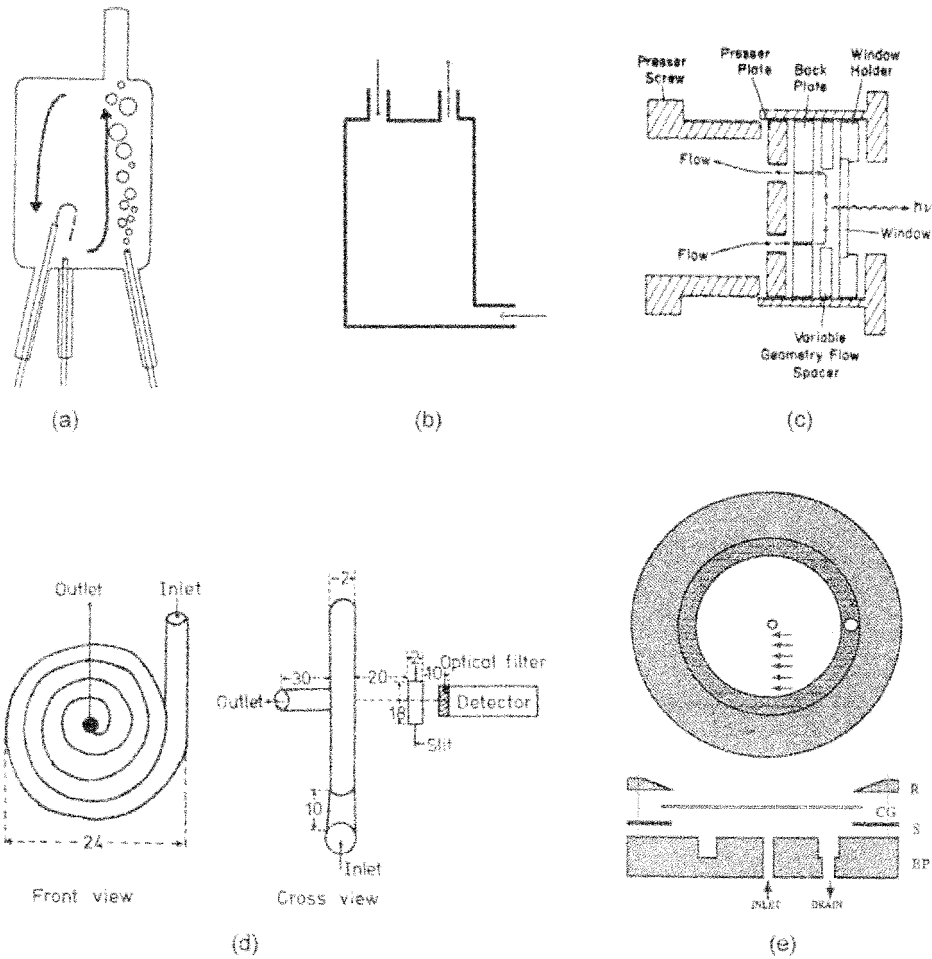 Presser
Screw
Presser
Plate
Back
Plate
Window
Holder
Flow
Flow
hν
Window
Variable
Geometry Flow
Spacer
(a)
(b)
(c)
Outlet
Inlet
24
Front view
2
30
20
2
10
Optical filter
Outlet
18
Detector
Slit
10
Inlet
Cross view
(d)
R
CG
S
BP
INLET
DRAIN
(e)